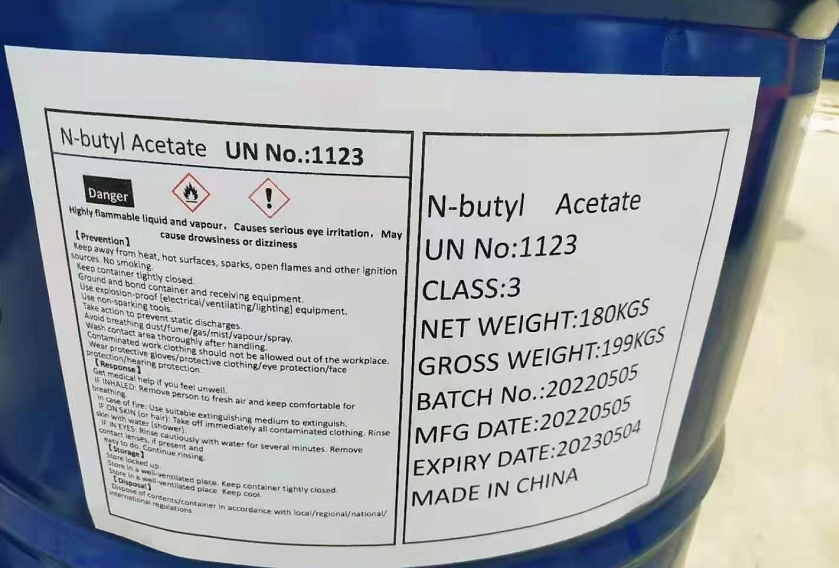 N-butyl Acetate UN No.:1123
Danger
Highly flammable liquid and vapour，Causes serious eye irritation，May
cause drowsiness or dizziness
【Prevention】
Keep away from heat, hot surfaces, sparks, open flames and other ignition
sources. No smoking.
Keep container tightly closed.
Ground and bond container and receiving equipment.
Use explosion-proof [electrical/ventilating/lighting] equipment.
Use non-sparking tools.
Take action to prevent static discharges.
Avoid breathing dust/fume/gas/mist/vapour/spray.
Wash contact area thoroughly after handling.
Contaminated work clothing should not be allowed out of the workplace.
Wear protective gloves/protective clothing/eye protection/face
protection/hearing protection.
【Response】
Get medical help if you feel unwell.
IF INHALED: Remove person to fresh air and keep comfortable for
breathing.
In case of fire: Use suitable extinguishing medium to extinguish.
IF ON SKIN (or hair): Take off immediately all contaminated clothing. Rinse
skin with water [shower].
IF IN EYES: Rinse cautiously with water for several minutes. Remove
contact lenses, if present and
easy to do. Continue rinsing.
【Storage】
Store locked up.
Store in a well-ventilated place. Keep container tightly closed.
Store in a well-ventilated place. Keep cool.
【Disposal】
Dispose of contents/container in accordance with local/regional/national/
international regulations.
N-butyl Acetate
UN No:1123
CLASS:3
NET WEIGHT:180KGS
GROSS WEIGHT:199KGS
BATCH No.:20220505
MFG DATE:20220505
EXPIRY DATE:20230504
MADE IN CHINA